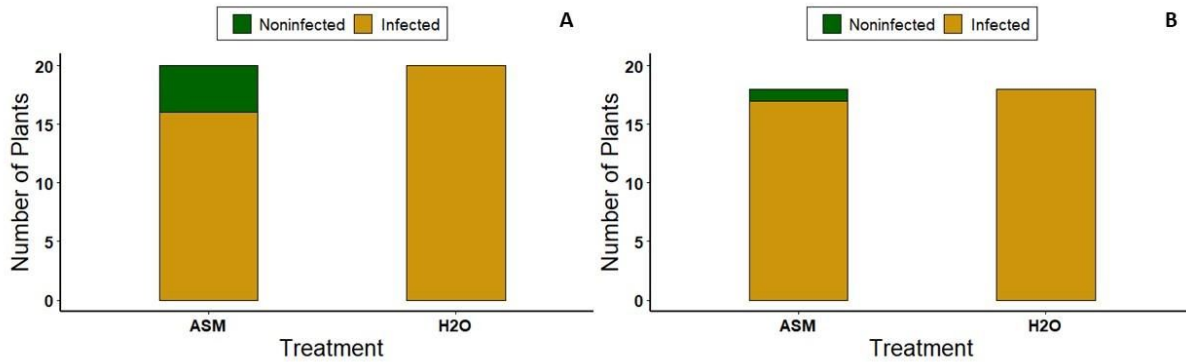 Noninfected Infected
A
20
15
10
5
0
Number of Plants
ASM H2O
Treatment
Noninfected Infected
B
20
15
10
5
0
Number of Plants
ASM H2O
Treatment